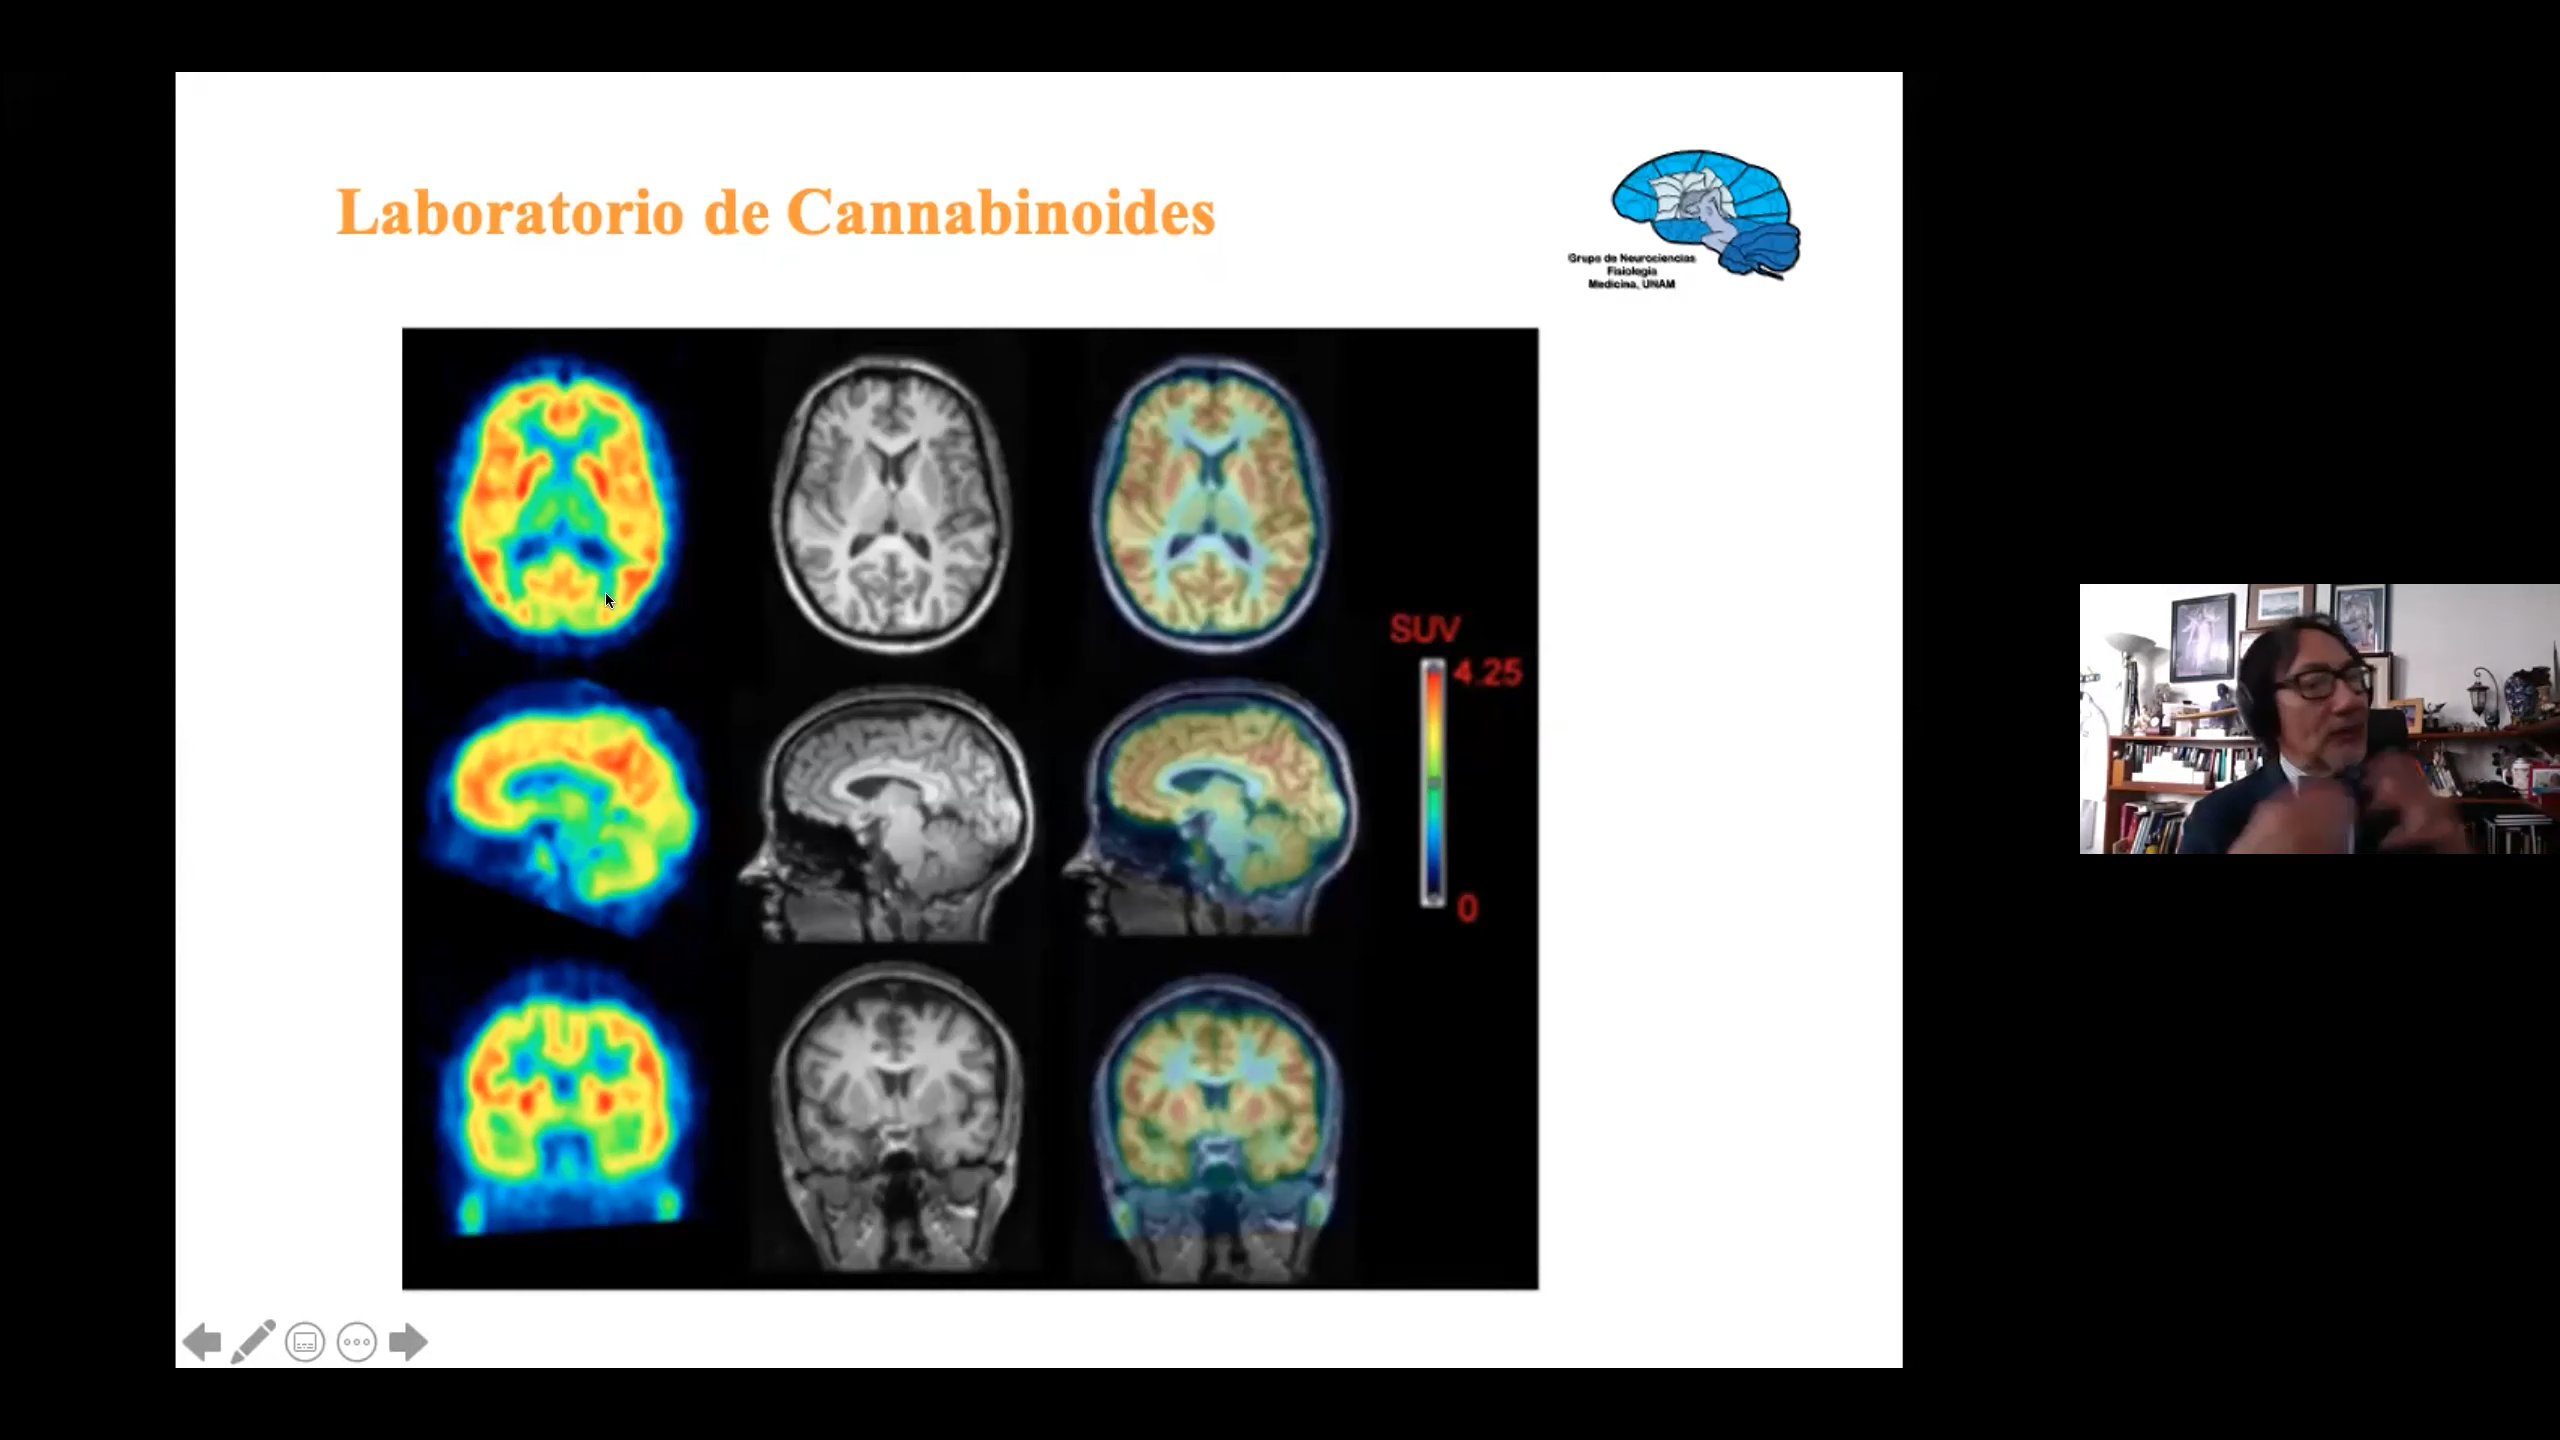 Laboratorio de Cannabinoides
Grupo de Neurociencias
Fisiología
Medicina, UNAM
SUV
4.25
0